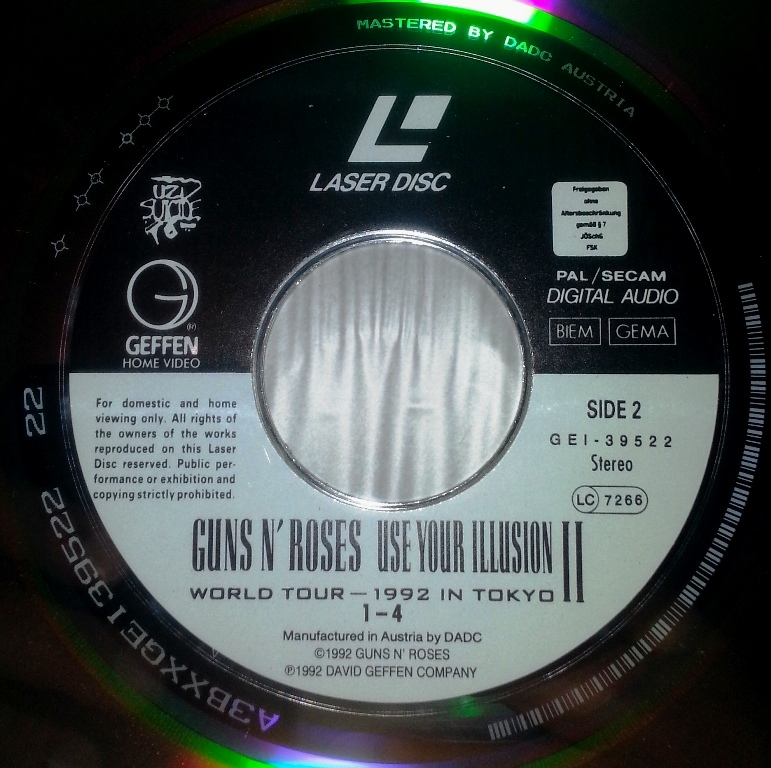 MASTERED BY DADC AUSTRIA
LASER DISC
UZI
SUICIDE
Freigegeben
ohne
Altersbeschränkung
gemäß § 7
JÖSchG
FSK
PAL/SECAM
DIGITAL AUDIO
BIEM GEMA
GEFFEN
HOME VIDEO
For domestic and home
viewing only. All rights of
the owners of the works
reproduced on this Laser
Disc reserved. Public per-
formance or exhibition and
copying strictly prohibited.
SIDE 2
GEI-39522
Stereo
LC 7266
GUNS N' ROSES USE YOUR ILLUSION II
WORLD TOUR — 1992 IN TOKYO
1-4
Manufactured in Austria by DADC
©1992 GUNS N' ROSES
℗1992 DAVID GEFFEN COMPANY
A3BXXGEI39522 22